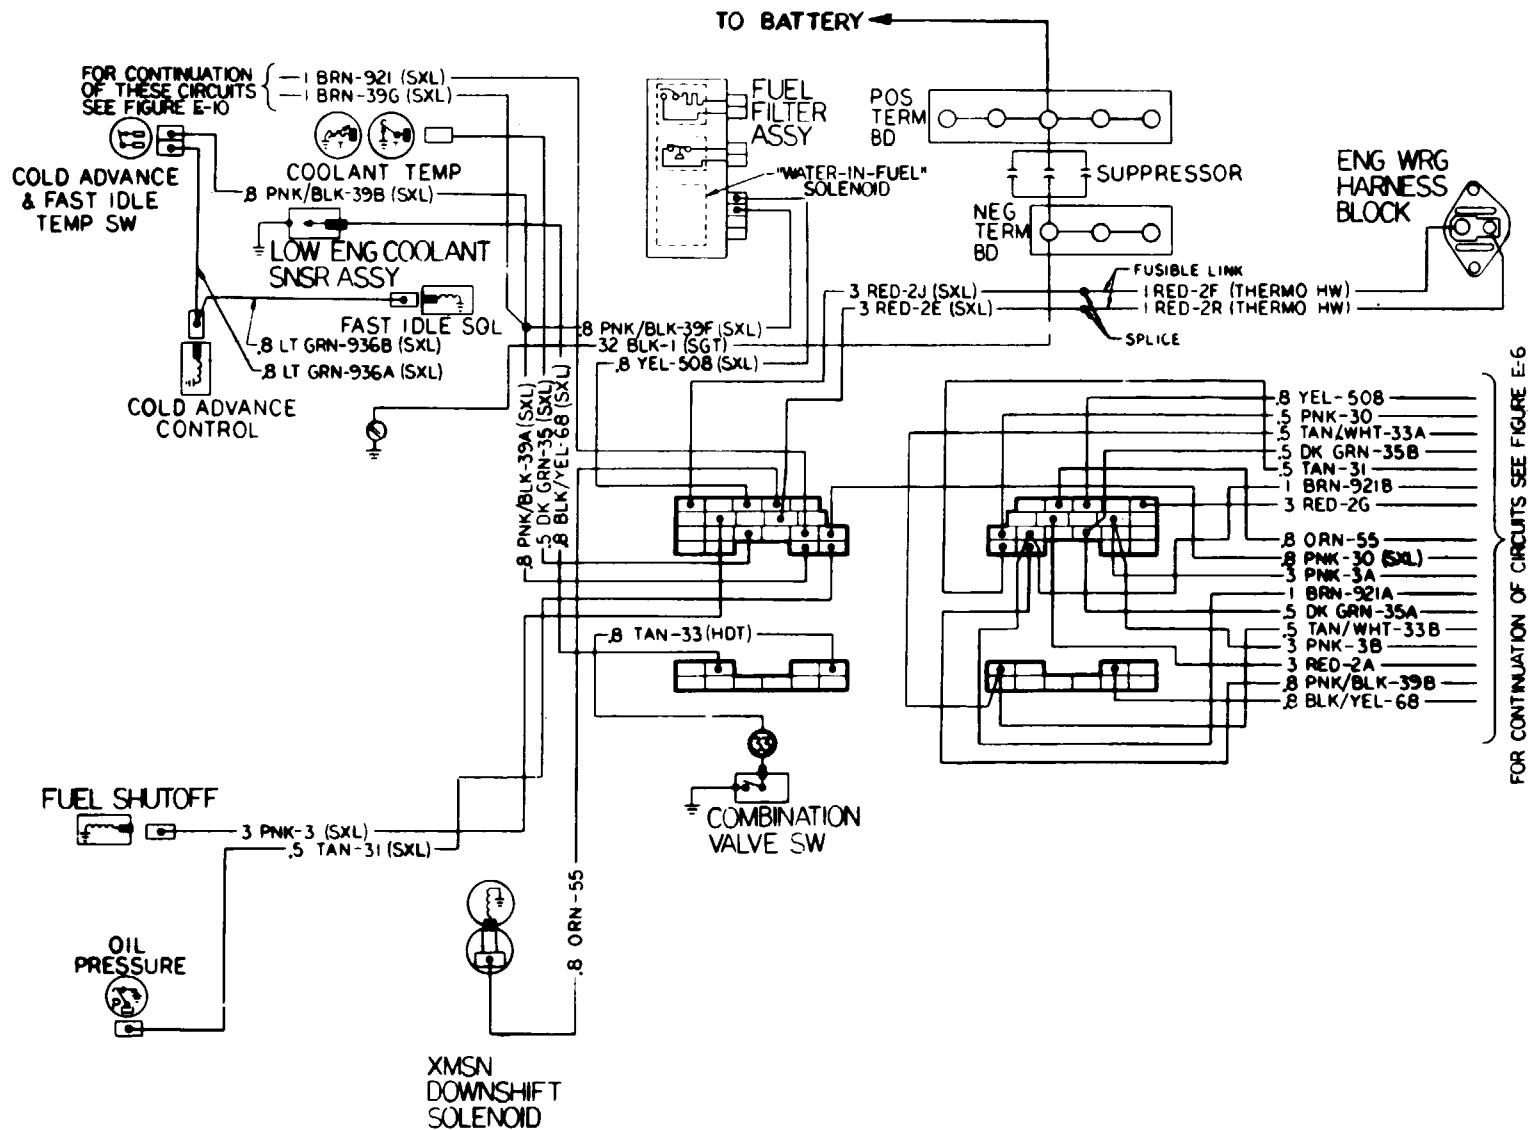 TO BATTERY
FOR CONTINUATION
OF THESE CIRCUITS
SEE FIGURE E-10
1 BRN-921 (SXL)
1 BRN-39G (SXL)
COLD ADVANCE
& FAST IDLE
TEMP SW
COOLANT TEMP
.8 PNK/BLK-39B (SXL)
LOW ENG COOLANT
SNSR ASSY
FAST IDLE SOL
.8 LT GRN-936B (SXL)
.8 LT GRN-936A (SXL)
COLD ADVANCE
CONTROL
FUEL
FILTER
ASSY
"WATER-IN-FUEL"
SOLENOID
POS
TERM
BD
SUPPRESSOR
NEG
TERM
BD
ENG WRG
HARNESS
BLOCK
FUSIBLE LINK
3 RED-2J (SXL)
1 RED-2F (THERMO HW)
3 RED-2E (SXL)
1 RED-2R (THERMO HW)
SPLICE
.8 PNK/BLK-39F (SXL)
32 BLK-1 (SGT)
.8 YEL-508 (SXL)
.8 PNK/BLK-39A (SXL)
.5 DK GRN-35 (SXL)
.8 BLK/YEL-68 (SXL)
.8 YEL-508
.5 PNK-30
.5 TAN/WHT-33A
.5 DK GRN-35B
.5 TAN-31
1 BRN-921B
3 RED-2G
.8 ORN-55
.8 PNK-30 (SXL)
3 PNK-3A
1 BRN-921A
.5 DK GRN-35A
.5 TAN/WHT-33B
3 PNK-3B
3 RED-2A
.8 PNK/BLK-39B
.8 BLK/YEL-68
FOR CONTINUATION OF CIRCUITS SEE FIGURE E-6
.8 TAN-33 (HDT)
33
COMBINATION
VALVE SW
FUEL SHUTOFF
3 PNK-3 (SXL)
.5 TAN-31 (SXL)
OIL
PRESSURE
P
.8 ORN-55
XMSN
DOWNSHIFT
SOLENOID